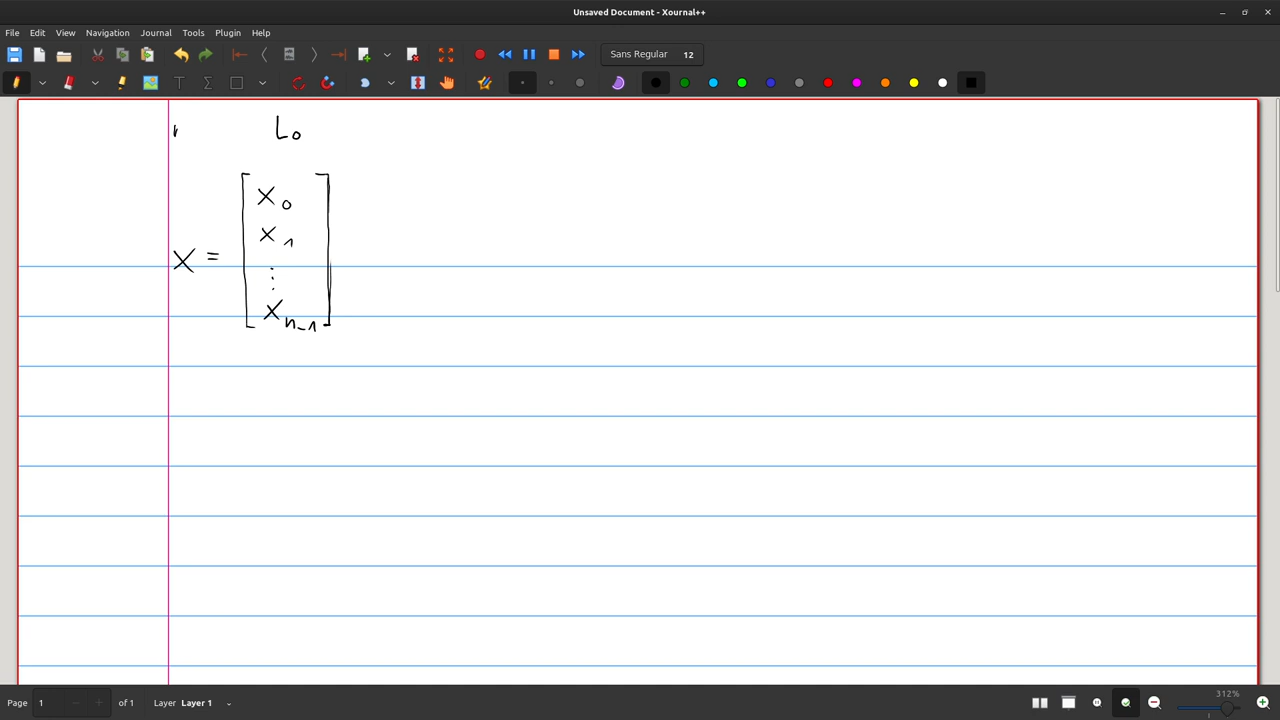 Unsaved Document - Xournal++
File Edit View Navigation Journal Tools Plugin Help
Sans Regular 12
L₀
X = [ x₀
x₁
⋮
xₙ₋₁ ]
Page 1 of 1 Layer Layer 1 312%